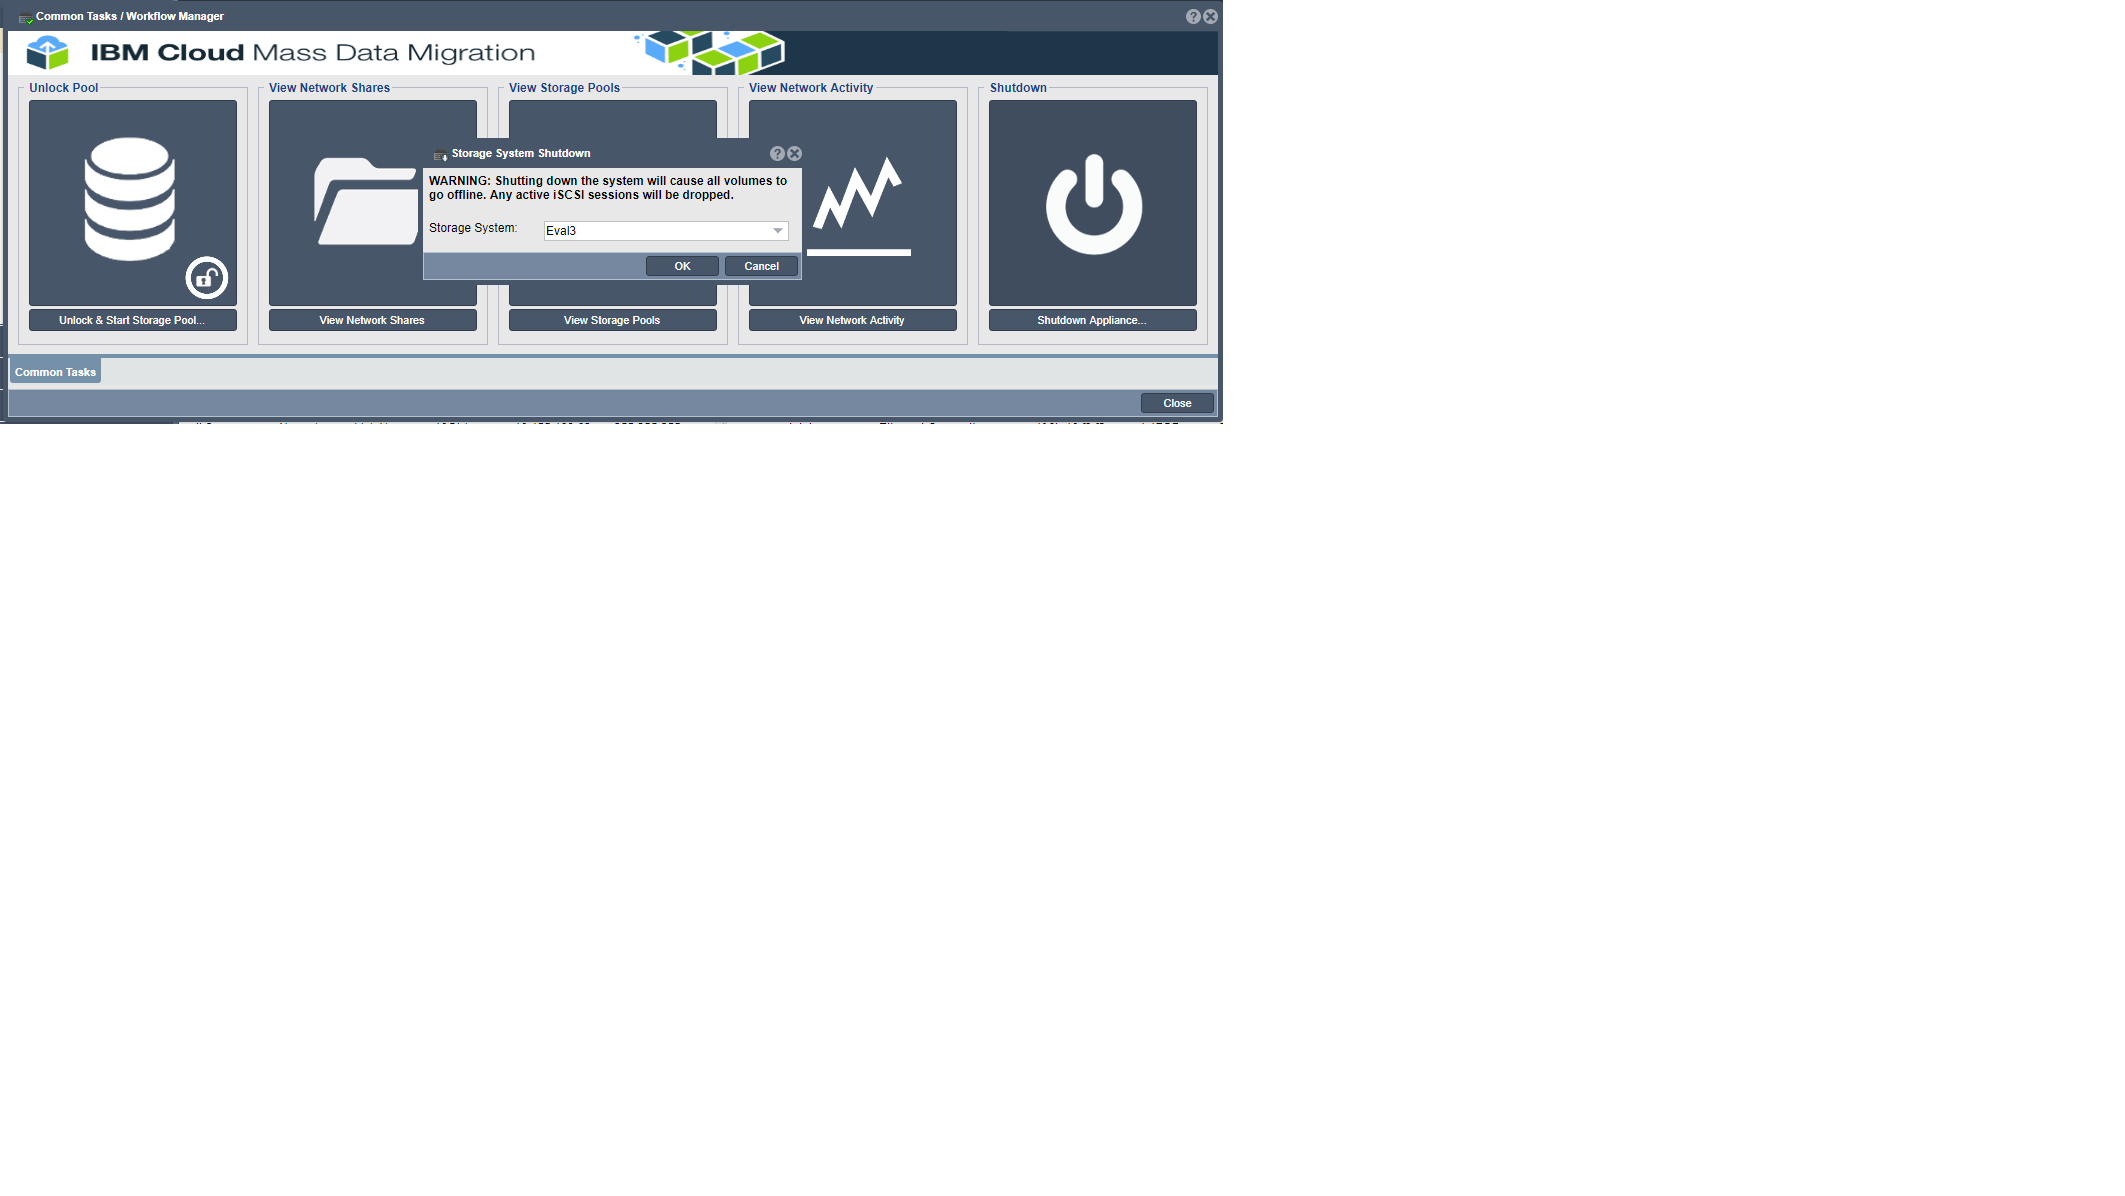 Common Tasks / Workflow Manager
IBM Cloud Mass Data Migration
Unlock Pool
View Network Shares
View Storage Pools
View Network Activity
Shutdown
Storage System Shutdown
WARNING: Shutting down the system will cause all volumes to
go offline. Any active iSCSI sessions will be dropped.
Storage System:
Eval3
OK
Cancel
Unlock & Start Storage Pool...
View Network Shares
View Storage Pools
View Network Activity
Shutdown Appliance...
Common Tasks
Close